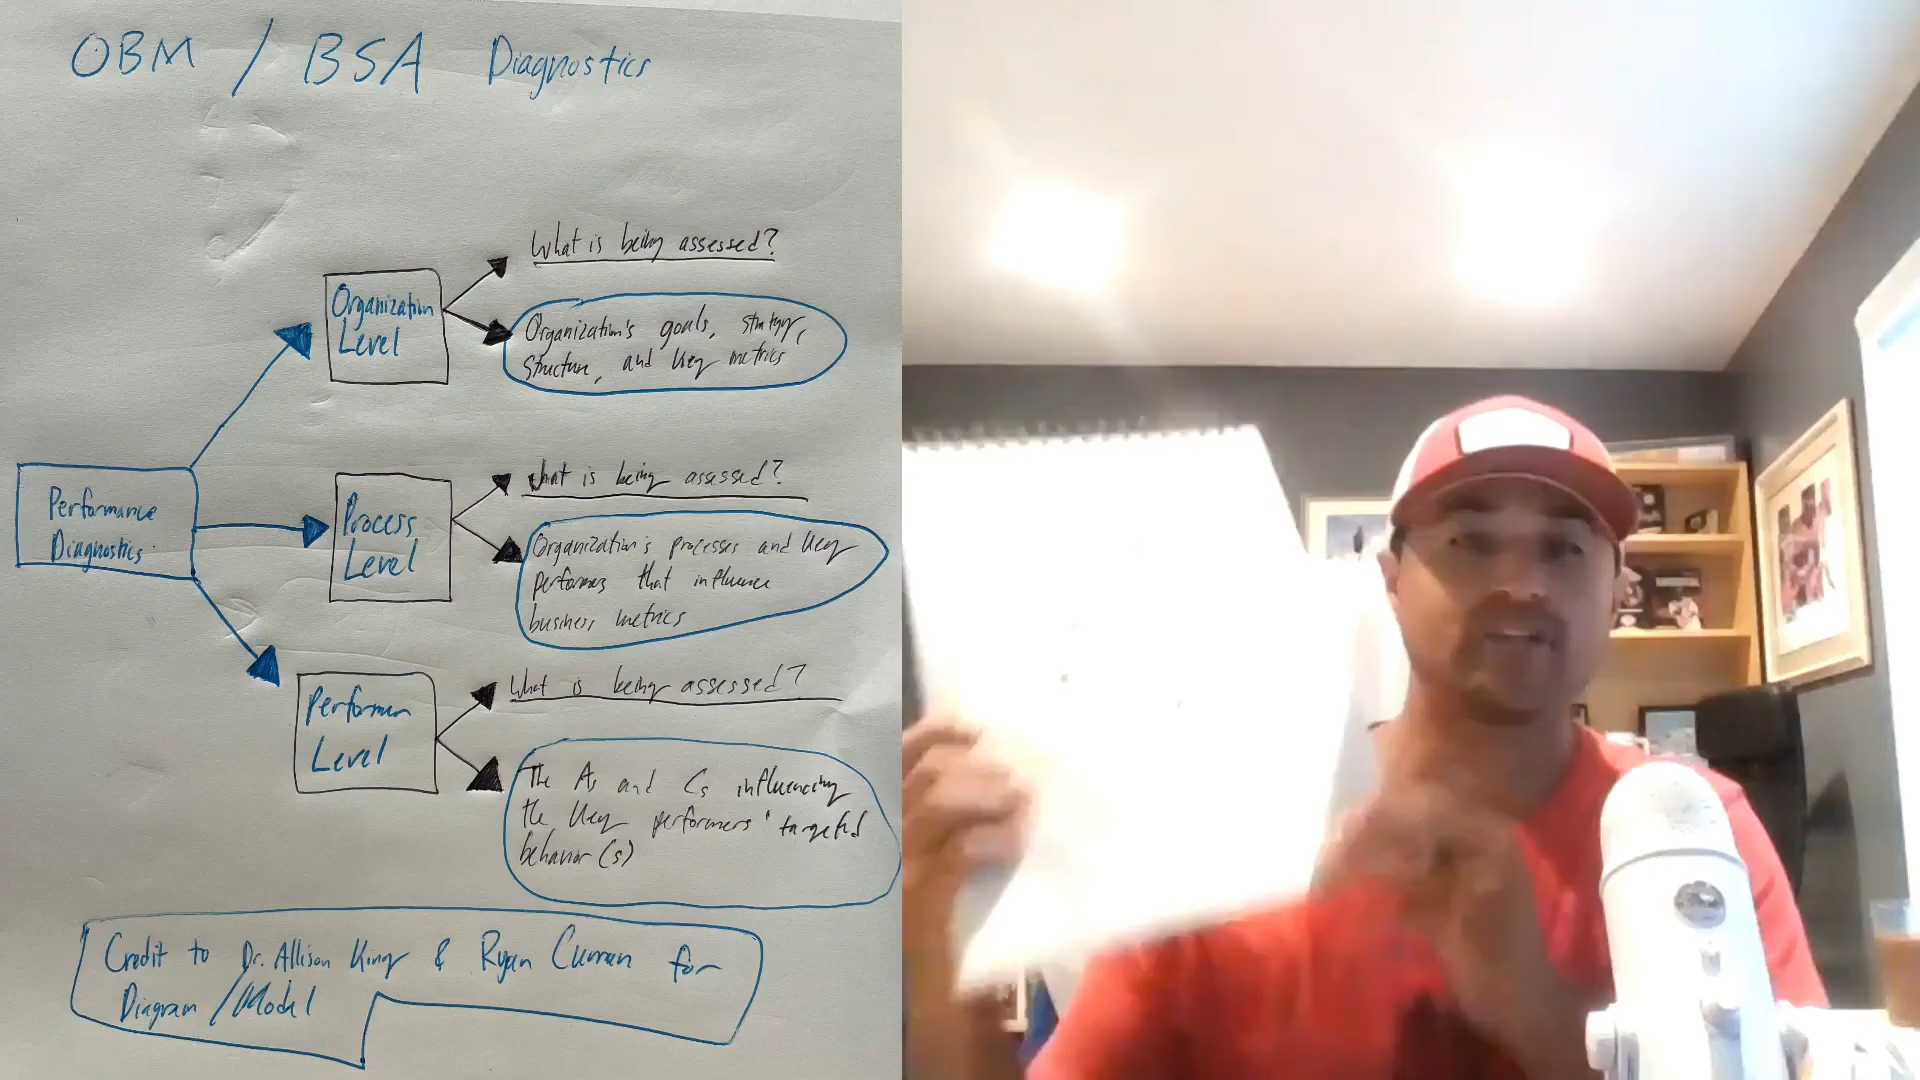 OBM / BSA Diagnostics
What is being assessed?
Organization
Level
Organization's goals, strategy,
structure, and key metrics
What is being assessed?
Performance
Diagnostics
Process
Level
Organization's processes and key
performers that influence
business metrics
What is being assessed?
Performer
Level
The As and Cs influencing
the key performers' targeted
behavior(s)
Credit to Dr. Allison King & Ryan Curran for
Diagram/Model